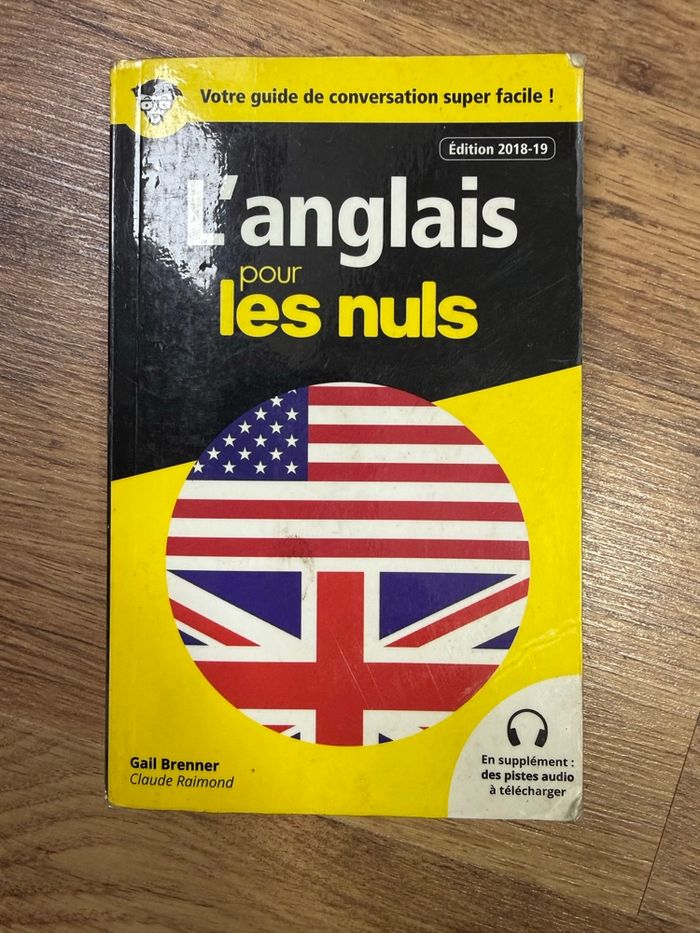 Votre guide de conversation super facile !
Édition 2018-19
L'anglais
pour
les nuls
Gail Brenner
Claude Raimond
En supplément :
des pistes audio
à télécharger